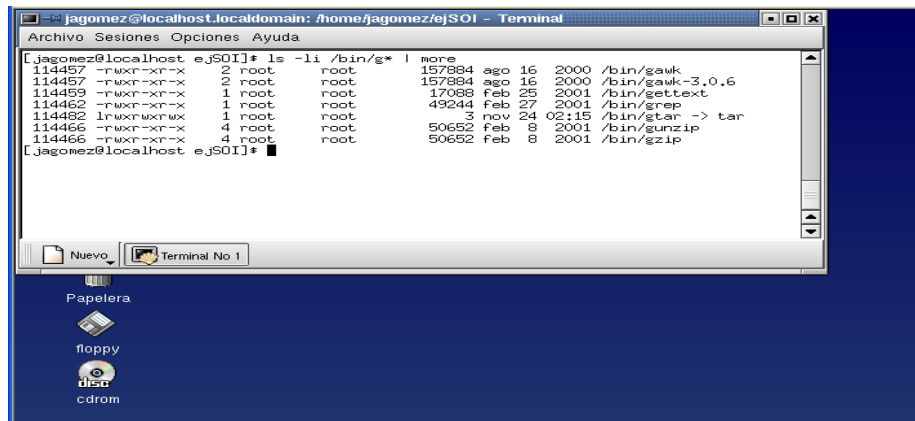 jagomez@localhost.localdomain: /home/jagomez/ejSOI - Terminal
Archivo Sesiones Opciones Ayuda
[jagomez@localhost ejSOI]$ ls -li /bin/g* | more
114457 -rwxr-xr-x 2 root root 157884 ago 16 2000 /bin/gawk
114457 -rwxr-xr-x 2 root root 157884 ago 16 2000 /bin/gawk-3.0.6
114459 -rwxr-xr-x 1 root root 17088 feb 25 2001 /bin/gettext
114462 -rwxr-xr-x 1 root root 49244 feb 27 2001 /bin/grep
114482 lrwxrwxrwx 1 root root 3 nov 24 02:15 /bin/gtar -> tar
114466 -rwxr-xr-x 4 root root 50652 feb 8 2001 /bin/gunzip
114466 -rwxr-xr-x 4 root root 50652 feb 8 2001 /bin/gzip
[jagomez@localhost ejSOI]$
Nuevo
Terminal No 1
Papelera
floppy
disc
cdrom